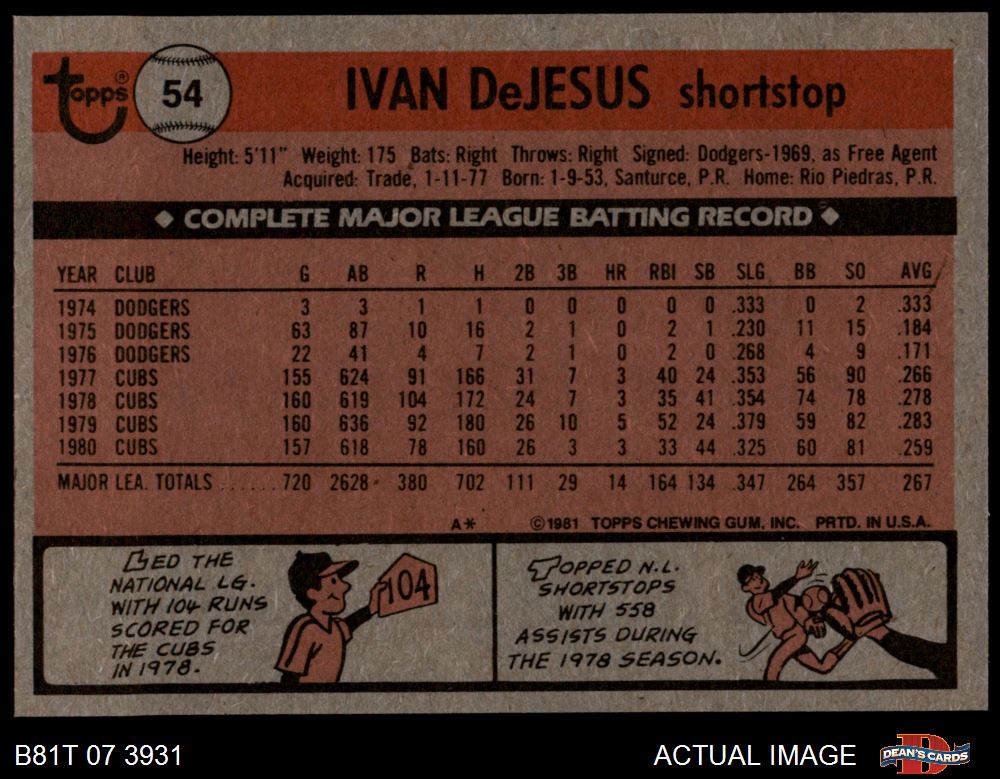 topps® 54 IVAN DeJESUS shortstop
Height: 5'11" Weight: 175 Bats: Right Throws: Right Signed: Dodgers-1969, as Free Agent
Acquired: Trade, 1-11-77 Born: 1-9-53, Santurce, P.R. Home: Rio Piedras, P.R.
◆ COMPLETE MAJOR LEAGUE BATTING RECORD ◆
YEAR CLUB G AB R H 2B 3B HR RBI SB SLG BB SO AVG
1974 DODGERS 3 3 1 1 0 0 0 0 0 .333 0 2 .333
1975 DODGERS 63 87 10 16 2 1 0 2 1 .230 11 15 .184
1976 DODGERS 22 41 4 7 2 1 0 2 0 .268 4 9 .171
1977 CUBS 155 624 91 166 31 7 3 40 24 .353 56 90 .266
1978 CUBS 160 619 104 172 24 7 3 35 41 .354 74 78 .278
1979 CUBS 160 636 92 180 26 10 5 52 24 .379 59 82 .283
1980 CUBS 157 618 78 160 26 3 3 33 44 .325 60 81 .259
MAJOR LEA. TOTALS ....... 720 2628 380 702 111 29 14 164 134 .347 264 357 267
A* ©1981 TOPPS CHEWING GUM, INC. PRTD. IN U.S.A.
LED THE
NATIONAL LG.
WITH 104 RUNS
SCORED FOR
THE CUBS
IN 1978.
104
TOPPED N.L.
SHORTSTOPS
WITH 558
ASSISTS DURING
THE 1978 SEASON.
B81T 07 3931 ACTUAL IMAGE DEAN'S CARDS